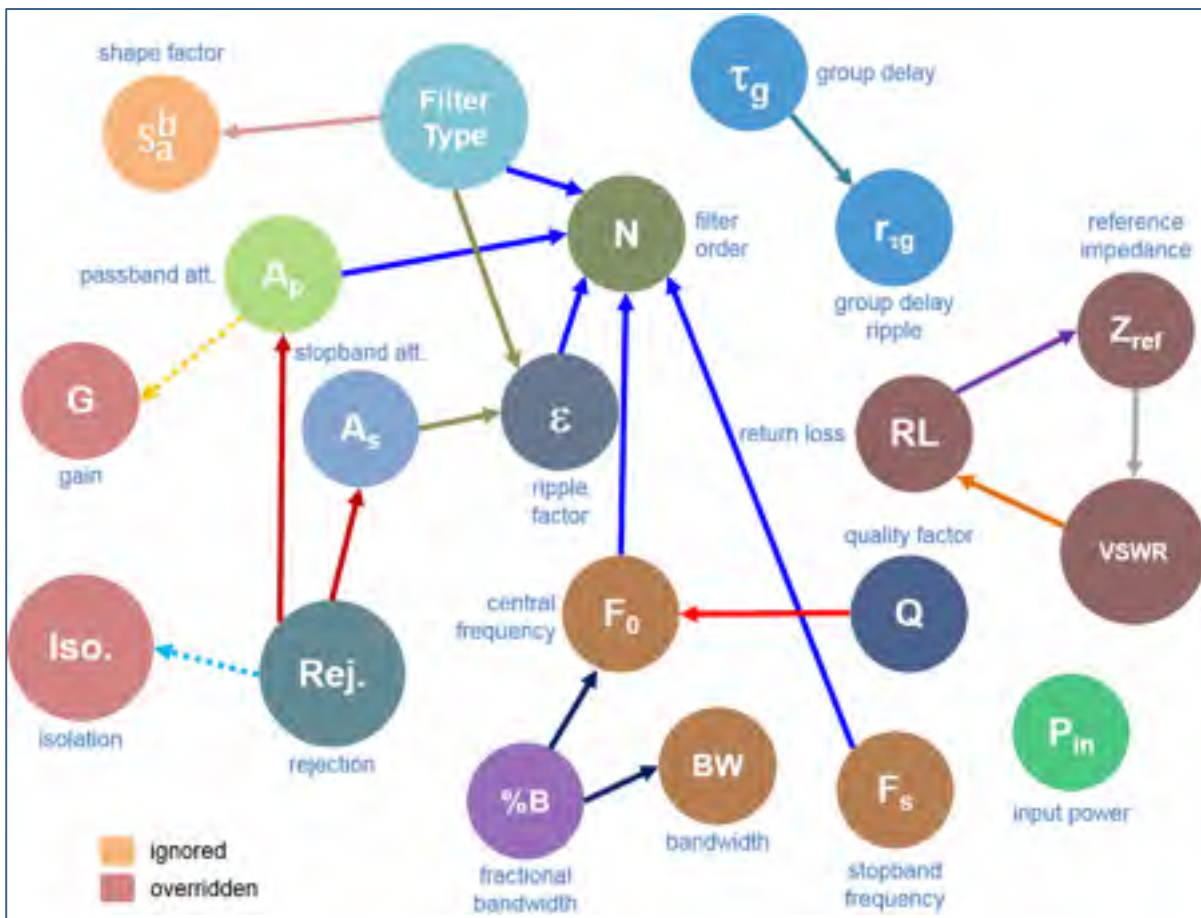 shape factor
S_a^b
Filter
Type
τg
group delay
N
filter
order
rτg
group delay
ripple
reference
impedance
Zref
passband att.
Ap
stopband att.
G
gain
As
ε
ripple
factor
return loss
RL
VSWR
quality factor
Q
central
frequency
F0
Iso.
isolation
Rej.
rejection
%B
fractional
bandwidth
BW
bandwidth
Fs
stopband
frequency
Pin
input power
ignored
overridden